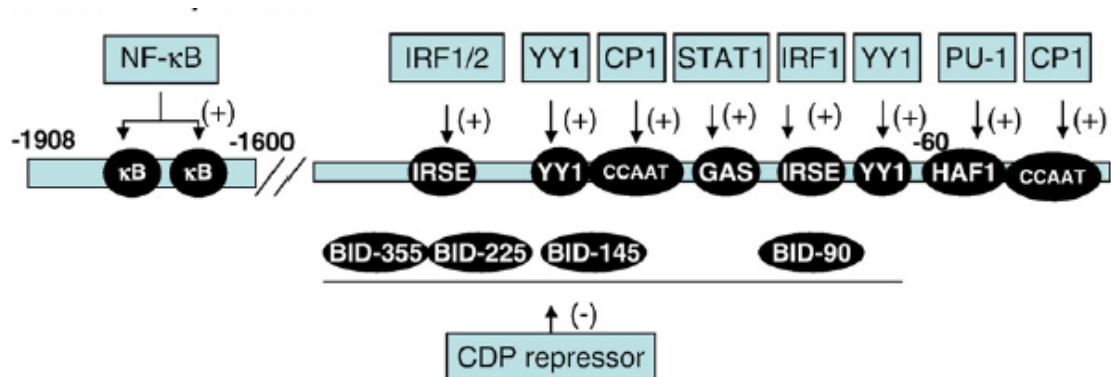 NF-κB IRF1/2 YY1 CP1 STAT1 IRF1 YY1 PU-1 CP1
(+) (+) (+) (+) (+) (+) (+) (+) (+)
-1908 -1600 -60
κB κB IRSE YY1 CCAAT GAS IRSE YY1 HAF1 CCAAT
BID-355 BID-225 BID-145 BID-90
(-)
CDP repressor